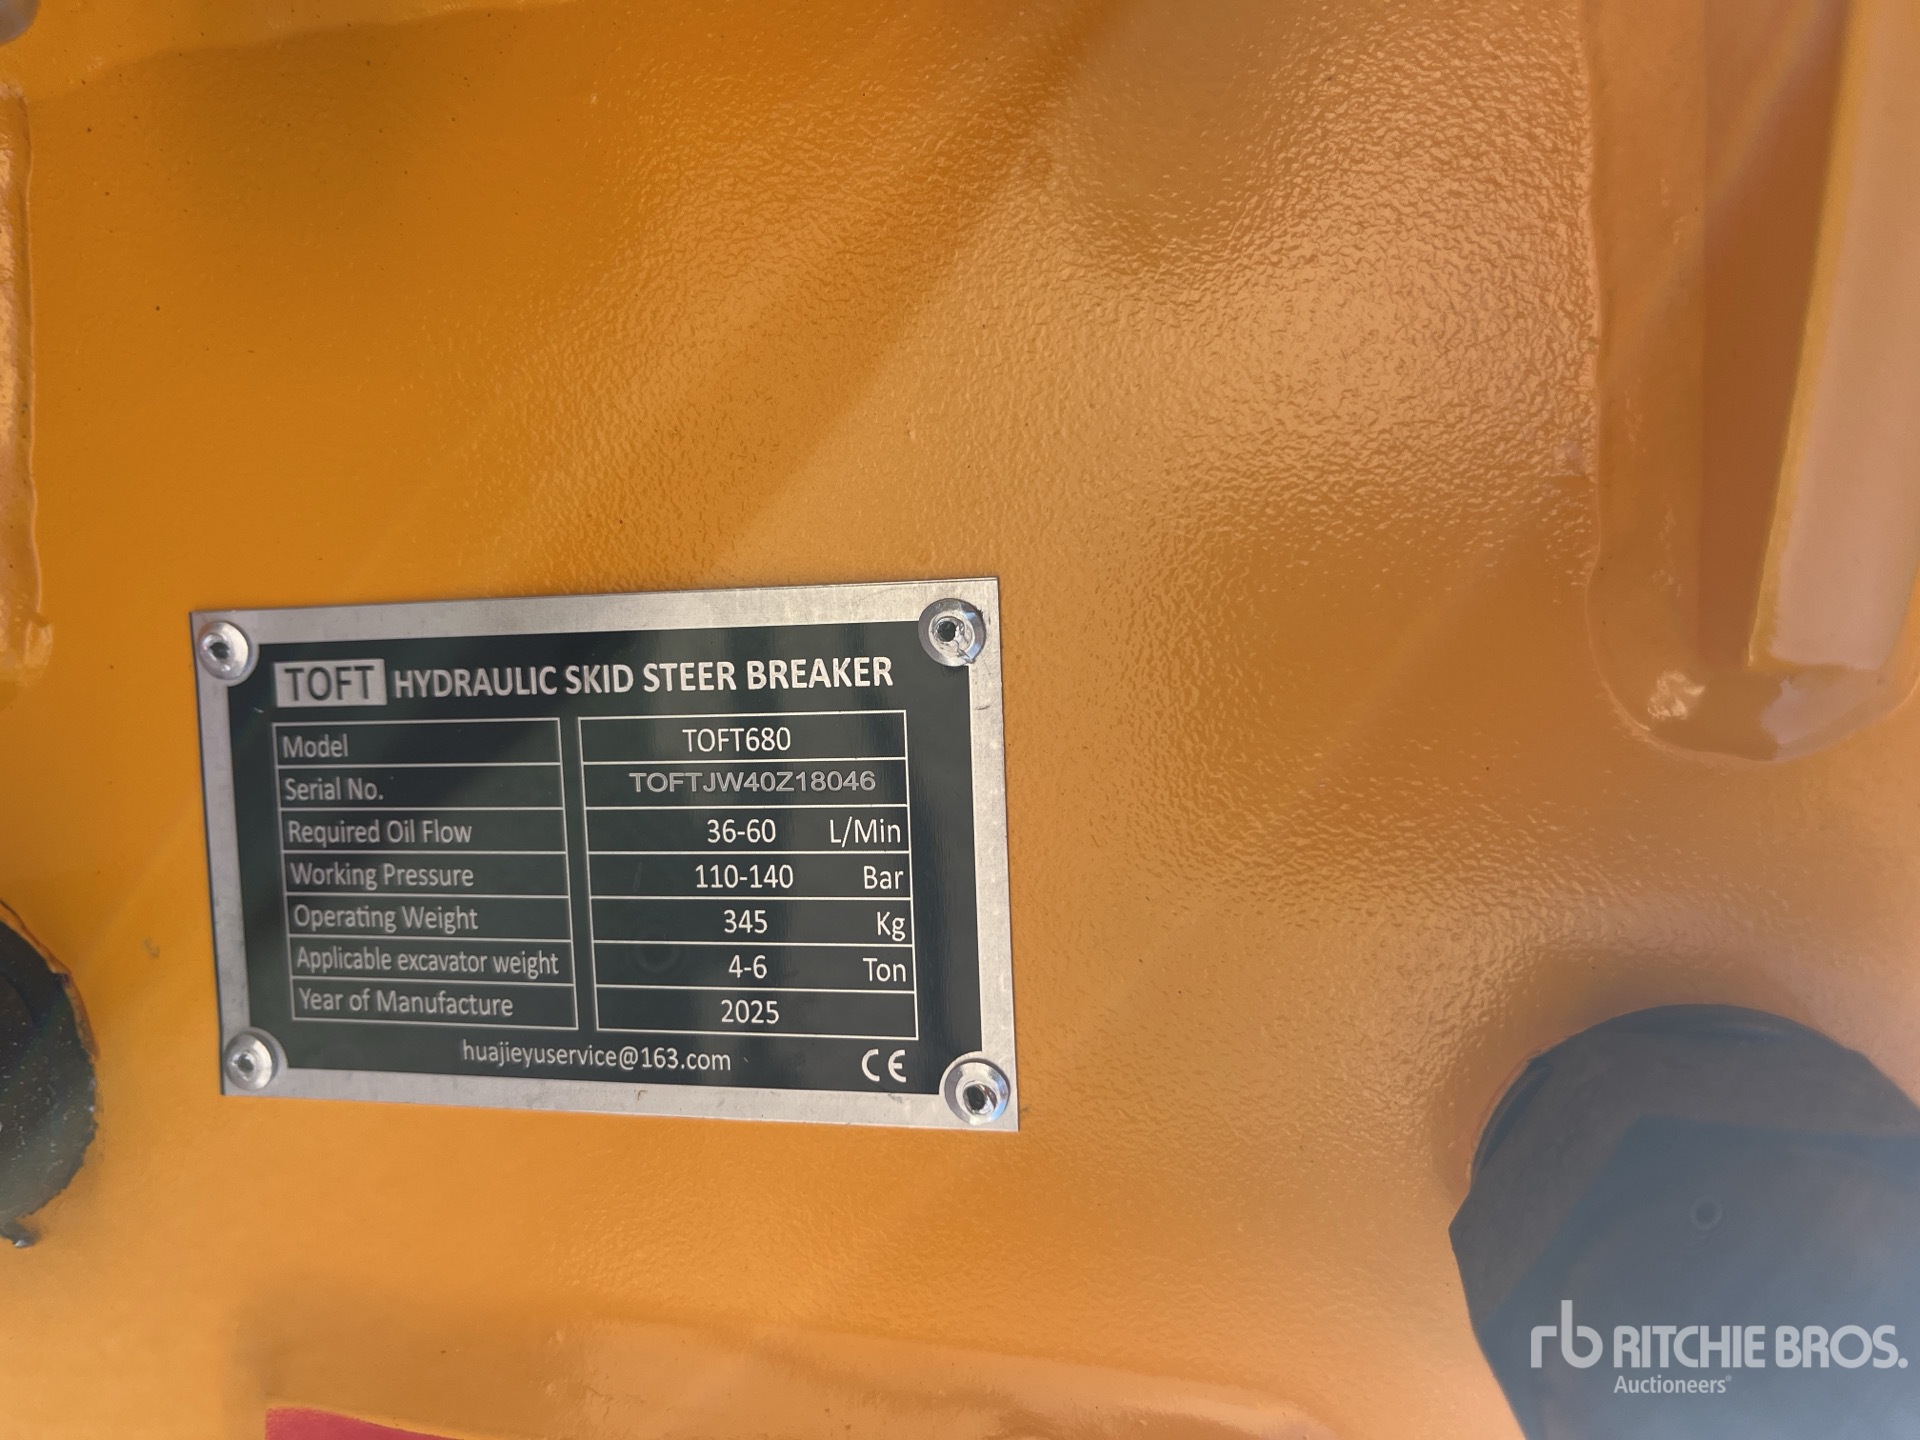 TOFT HYDRAULIC SKID STEER BREAKER
Model TOFT680
Serial No. TOFTJW40Z18046
Required Oil Flow 36-60 L/Min
Working Pressure 110-140 Bar
Operating Weight 345 Kg
Applicable excavator weight 4-6 Ton
Year of Manufacture 2025
huajieyuservice@163.com CE
rb RITCHIE BROS.
Auctioneers